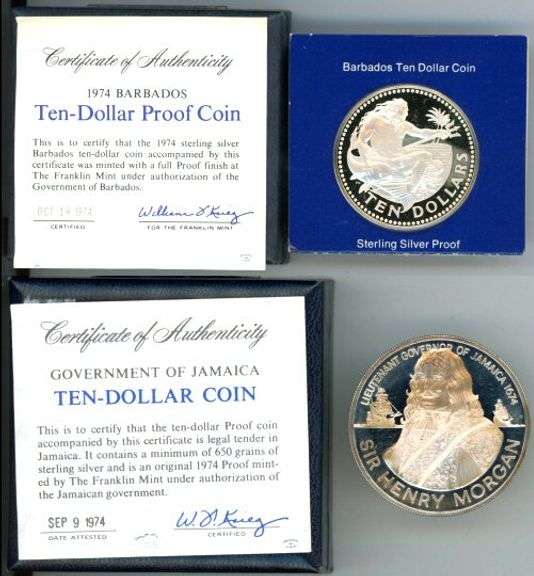 Certificate of Authenticity
1974 BARBADOS
Ten-Dollar Proof Coin
This is to certify that the 1974 sterling silver
Barbados ten-dollar coin accompanied by this
certificate was minted with a full Proof finish at
The Franklin Mint under authorization of the
Government of Barbados.
OCT 14 1974
CERTIFIED
FOR THE FRANKLIN MINT
Barbados Ten Dollar Coin
TEN DOLLARS
Sterling Silver Proof
Certificate of Authenticity
GOVERNMENT OF JAMAICA
TEN-DOLLAR COIN
This is to certify that the ten-dollar Proof coin
accompanied by this certificate is legal tender in
Jamaica. It contains a minimum of 650 grains of
sterling silver and is an original 1974 Proof mint-
ed by The Franklin Mint under authorization of
the Jamaican government.
SEP 9 1974
DATE ATTESTED
CERTIFIED
LIEUTENANT GOVERNOR OF JAMAICA 1674
SIR HENRY MORGAN